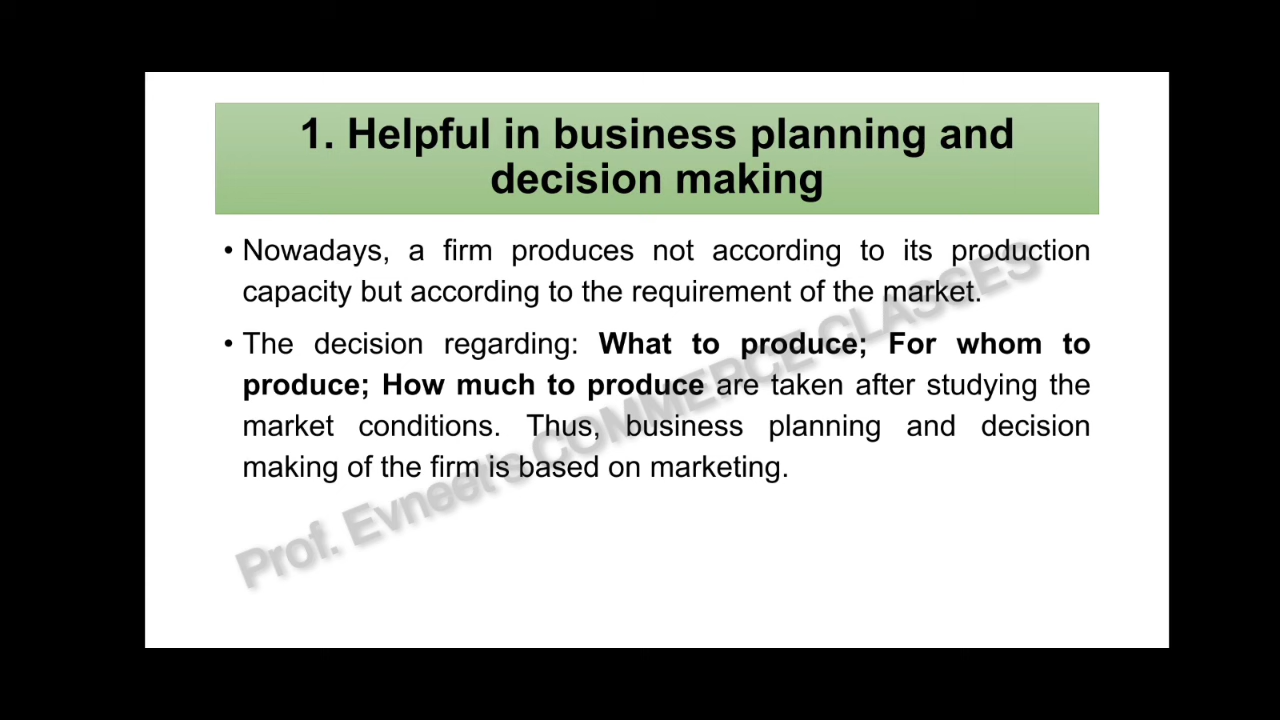 1. Helpful in business planning and
decision making
• Nowadays, a firm produces not according to its production
capacity but according to the requirement of the market.
• The decision regarding: What to produce; For whom to
produce; How much to produce are taken after studying the
market conditions. Thus, business planning and decision
making of the firm is based on marketing.
Prof. Evneet's COMMERCE CLASSES